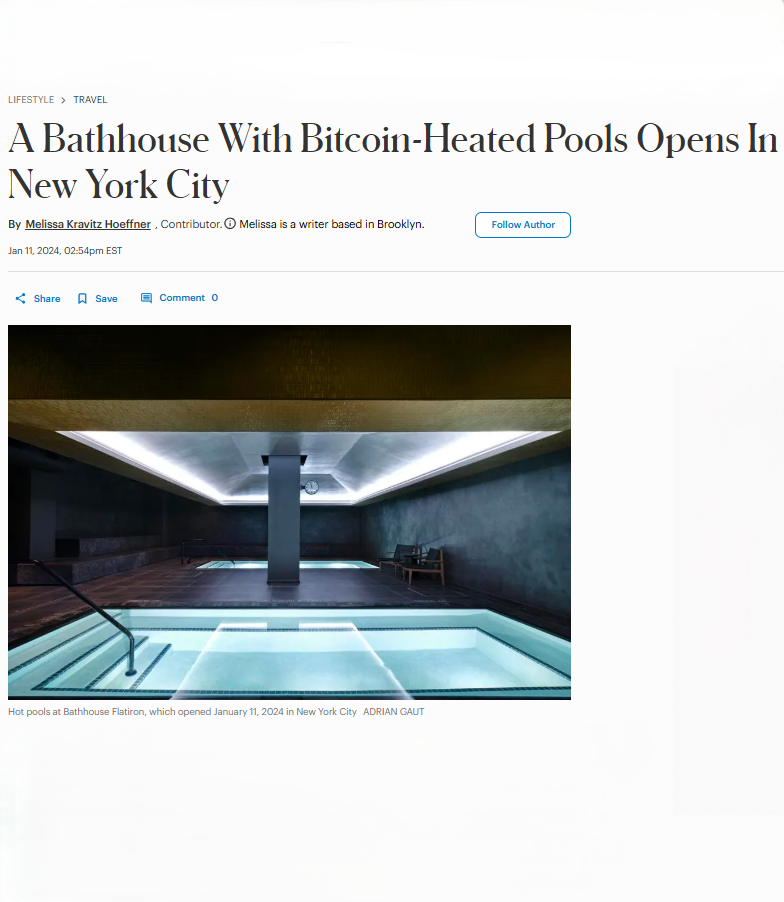 LIFESTYLE > TRAVEL
A Bathhouse With Bitcoin-Heated Pools Opens In
New York City
By Melissa Kravitz Hoeffner , Contributor. Melissa is a writer based in Brooklyn.
Follow Author
Jan 11, 2024, 02:54pm EST
Share Save Comment 0
Hot pools at Bathhouse Flatiron, which opened January 11, 2024 in New York City ADRIAN GAUT